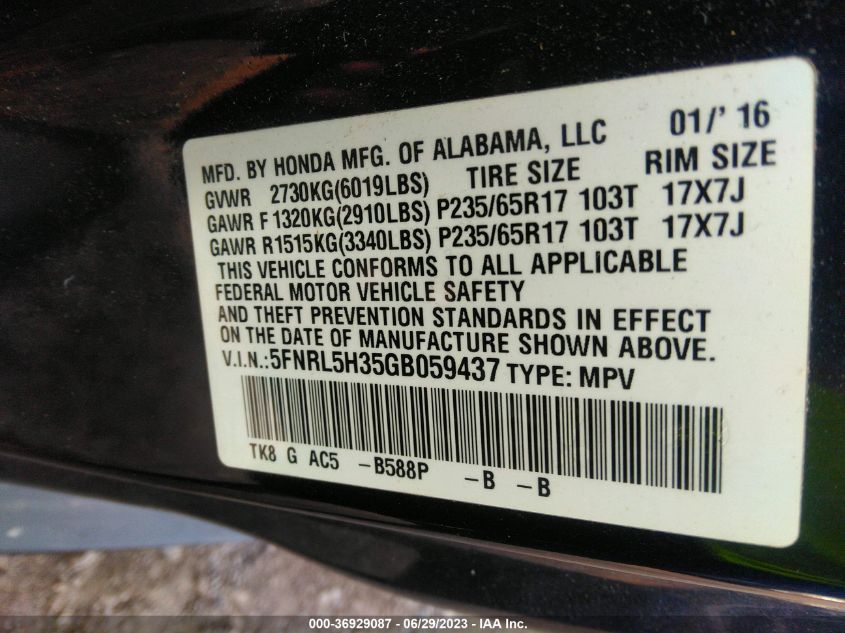 01/' 16
MFD. BY HONDA MFG. OF ALABAMA, LLC
GVWR 2730KG(6019LBS) TIRE SIZE RIM SIZE
GAWR F 1320KG(2910LBS) P235/65R17 103T 17X7J
GAWR R1515KG(3340LBS) P235/65R17 103T 17X7J
THIS VEHICLE CONFORMS TO ALL APPLICABLE
FEDERAL MOTOR VEHICLE SAFETY
AND THEFT PREVENTION STANDARDS IN EFFECT
ON THE DATE OF MANUFACTURE SHOWN ABOVE.
V.I.N.:5FNRL5H35GB059437 TYPE: MPV
TK8 G AC5 -B588P -B -B
000-36929087 - 06/29/2023 - IAA Inc.